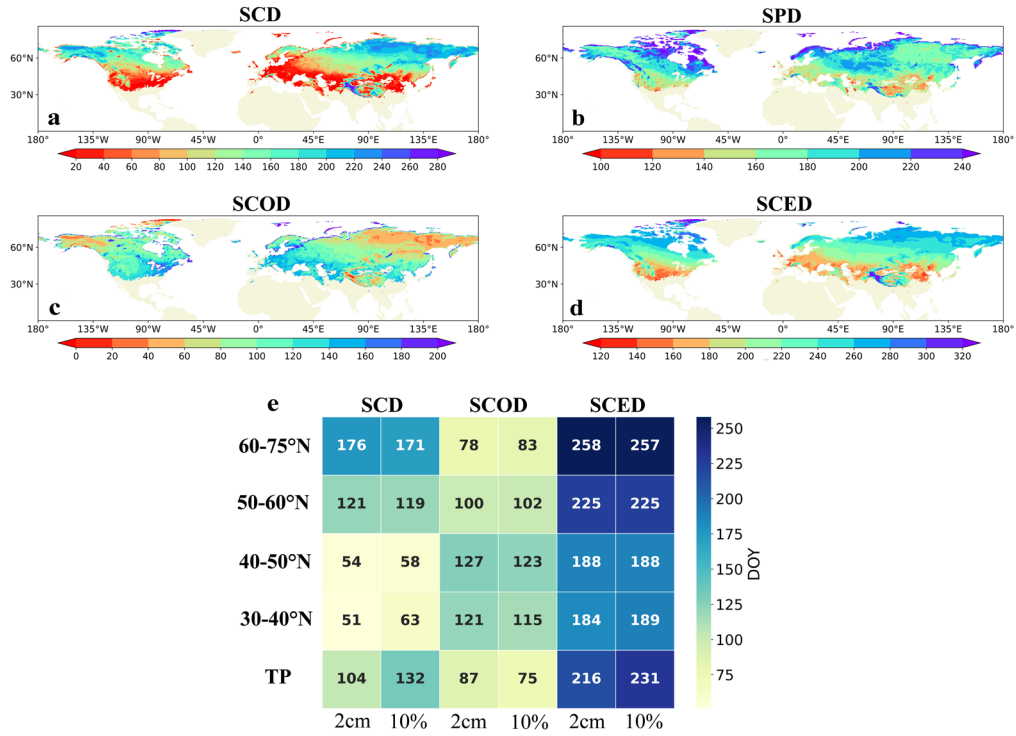 SCD
60°N
30°N
a
180° 135°W 90°W 45°W 0° 45°E 90°E 135°E 180°
20 40 60 80 100 120 140 160 180 200 220 240 260 280
SPD
60°N
30°N
b
180° 135°W 90°W 45°W 0° 45°E 90°E 135°E 180°
100 120 140 160 180 200 220 240
SCOD
60°N
30°N
c
180° 135°W 90°W 45°W 0° 45°E 90°E 135°E 180°
0 20 40 60 80 100 120 140 160 180 200
SCED
60°N
30°N
d
180° 135°W 90°W 45°W 0° 45°E 90°E 135°E 180°
120 140 160 180 200 220 240 260 280 300 320
e
SCD SCOD SCED
60-75°N 176 171 78 83 258 257
50-60°N 121 119 100 102 225 225
40-50°N 54 58 127 123 188 188
30-40°N 51 63 121 115 184 189
TP 104 132 87 75 216 231
2cm 10% 2cm 10% 2cm 10%
250
225
200
175
150
125
100
75
DOY